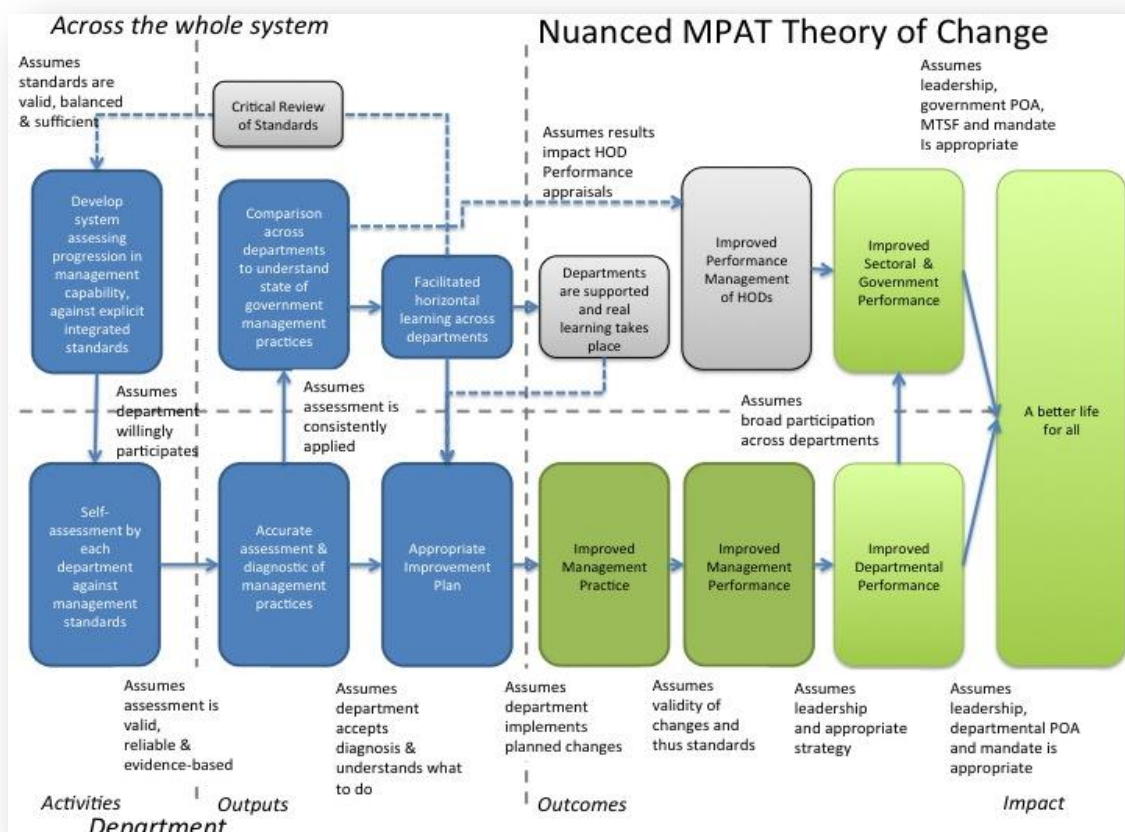 Across the whole system
Nuanced MPAT Theory of Change
Assumes
standards are
valid, balanced
& sufficient
Critical Review
of Standards
Assumes results
impact HOD
Performance
appraisals
Assumes
leadership,
government POA,
MTSF and mandate
Is appropriate
Develop
system
assessing
progression in
management
capability,
against explicit
integrated
standards
Comparison
across
departments
to understand
state of
government
management
practices
Facilitated
horizontal
learning across
departments
Departments
are supported
and real
learning takes
place
Improved
Performance
Management
of HODs
Improved
Sectoral &
Government
Performance
A better life
for all
Assumes
department
willingly
participates
Assumes
assessment is
consistently
applied
Assumes
broad participation
across departments
Self-
assessment by
each
department
against
management
standards
Accurate
assessment &
diagnostic of
management
practices
Appropriate
Improvement
Plan
Improved
Management
Practice
Improved
Management
Performance
Improved
Departmental
Performance
Assumes
assessment is
valid,
reliable &
evidence-based
Assumes
department
accepts
diagnosis &
understands what
to do
Assumes
department
implements
planned changes
Assumes
validity of
changes and
thus standards
Assumes
leadership
and appropriate
strategy
Assumes
leadership,
departmental POA
and mandate is
appropriate
Activities
Outputs
Outcomes
Impact
Department